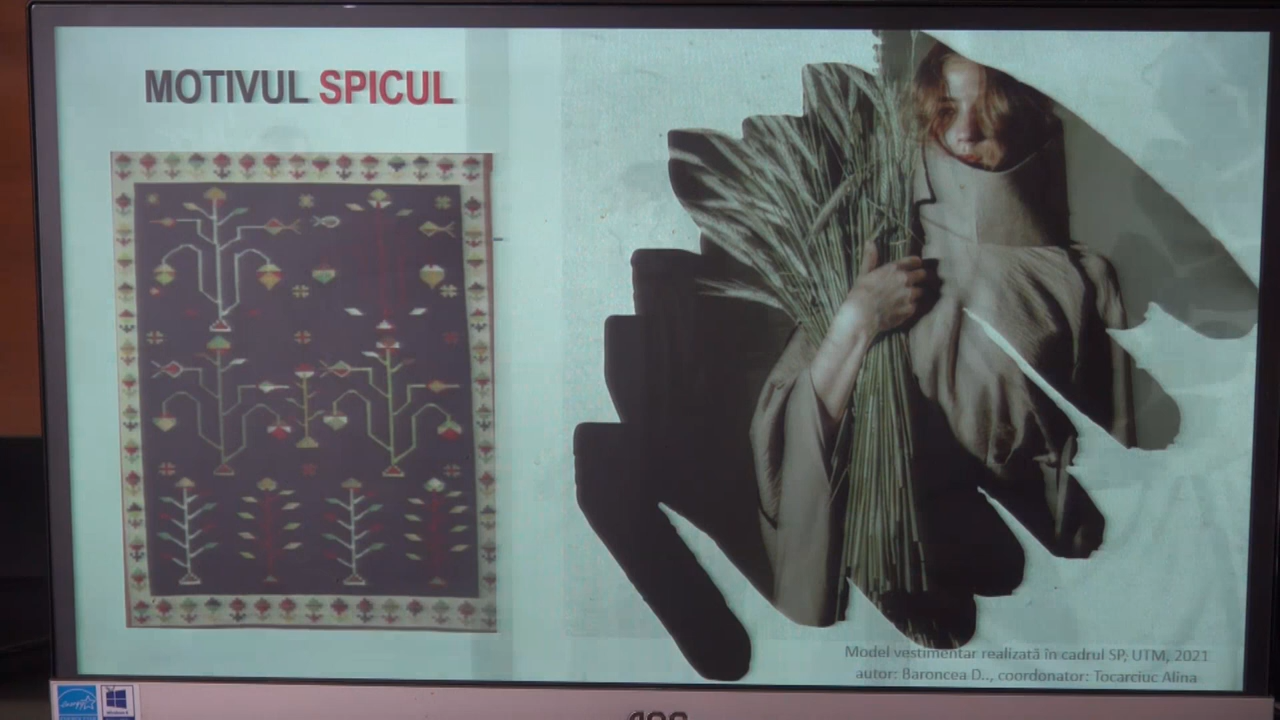 MOTIVUL SPICUL
Model vestimentar realizată în cadrul SP, UTM, 2021
autor: Baroncea D.., coordonator: Tocarciuc Alina